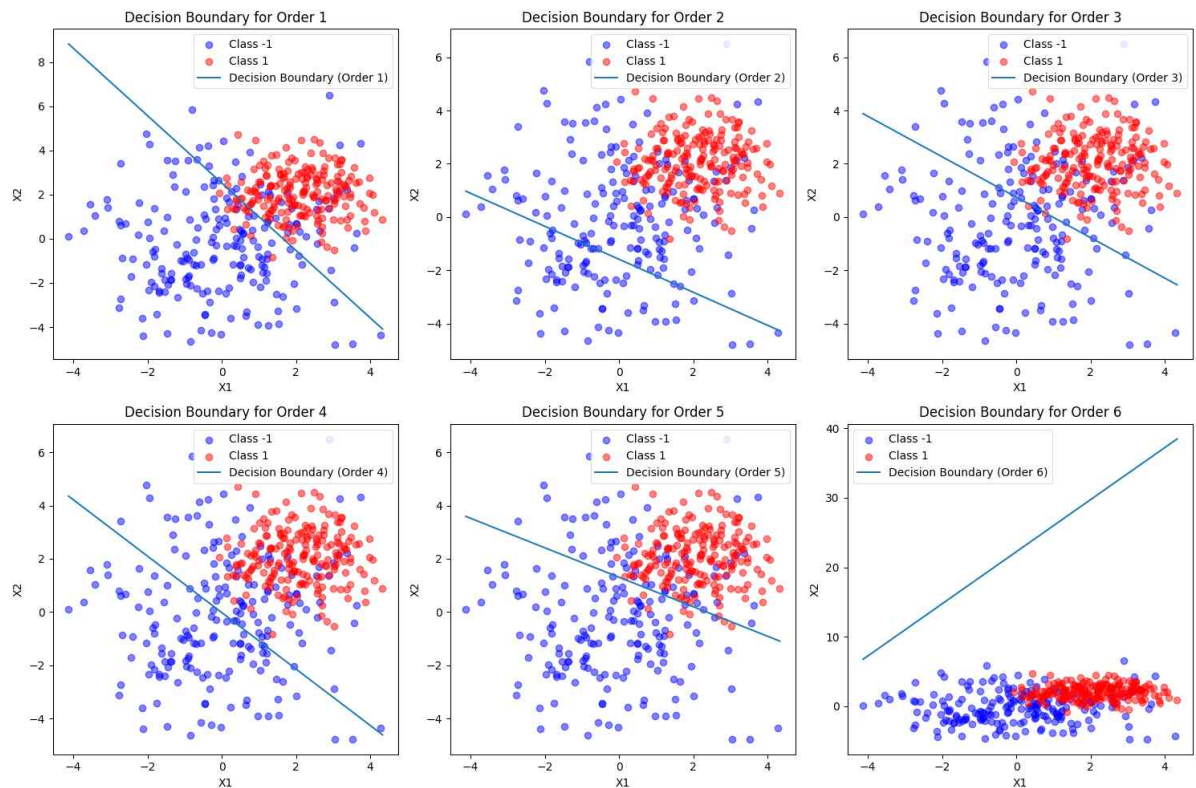 Decision Boundary for Order 1
Class -1
Class 1
Decision Boundary (Order 1)
8
6
4
2
0
−2
−4
X2
−4 −2 0 2 4
X1
Decision Boundary for Order 2
Class -1
Class 1
Decision Boundary (Order 2)
6
4
2
0
−2
−4
X2
−4 −2 0 2 4
X1
Decision Boundary for Order 3
Class -1
Class 1
Decision Boundary (Order 3)
6
4
2
0
−2
−4
X2
−4 −2 0 2 4
X1
Decision Boundary for Order 4
Class -1
Class 1
Decision Boundary (Order 4)
6
4
2
0
−2
−4
X2
−4 −2 0 2 4
X1
Decision Boundary for Order 5
Class -1
Class 1
Decision Boundary (Order 5)
6
4
2
0
−2
−4
X2
−4 −2 0 2 4
X1
Decision Boundary for Order 6
Class -1
Class 1
Decision Boundary (Order 6)
40
30
20
10
0
X2
−4 −2 0 2 4
X1